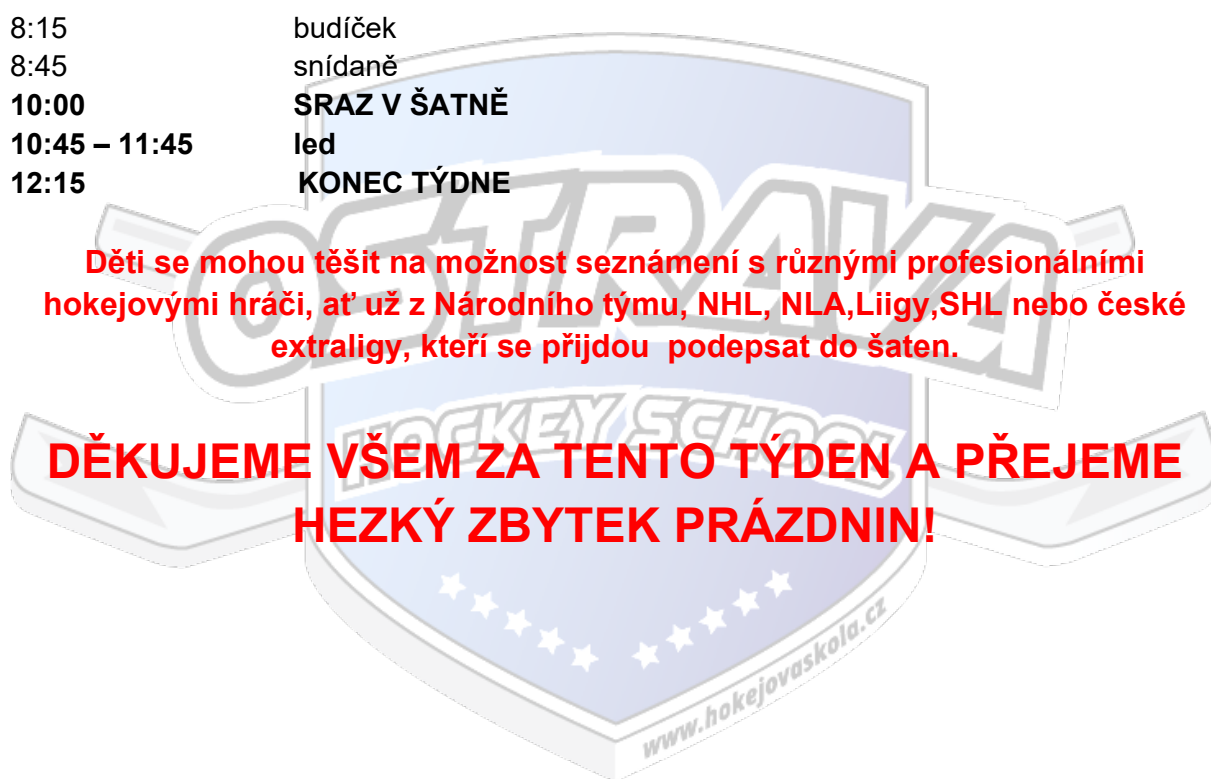 8:15 budíček
8:45 snídaně
10:00 SRAZ V ŠATNĚ
10:45 – 11:45 led
12:15 KONEC TÝDNE
Děti se mohou těšit na možnost seznámení s různými profesionálními
hokejovými hráči, ať už z Národního týmu, NHL, NLA,Liigy,SHL nebo české
extraligy, kteří se přijdou podepsat do šaten.
OSTRAVA
HOCKEY SCHOOL
DĚKUJEME VŠEM ZA TENTO TÝDEN A PŘEJEME
HEZKÝ ZBYTEK PRÁZDNIN!
www.hokejovaskola.cz